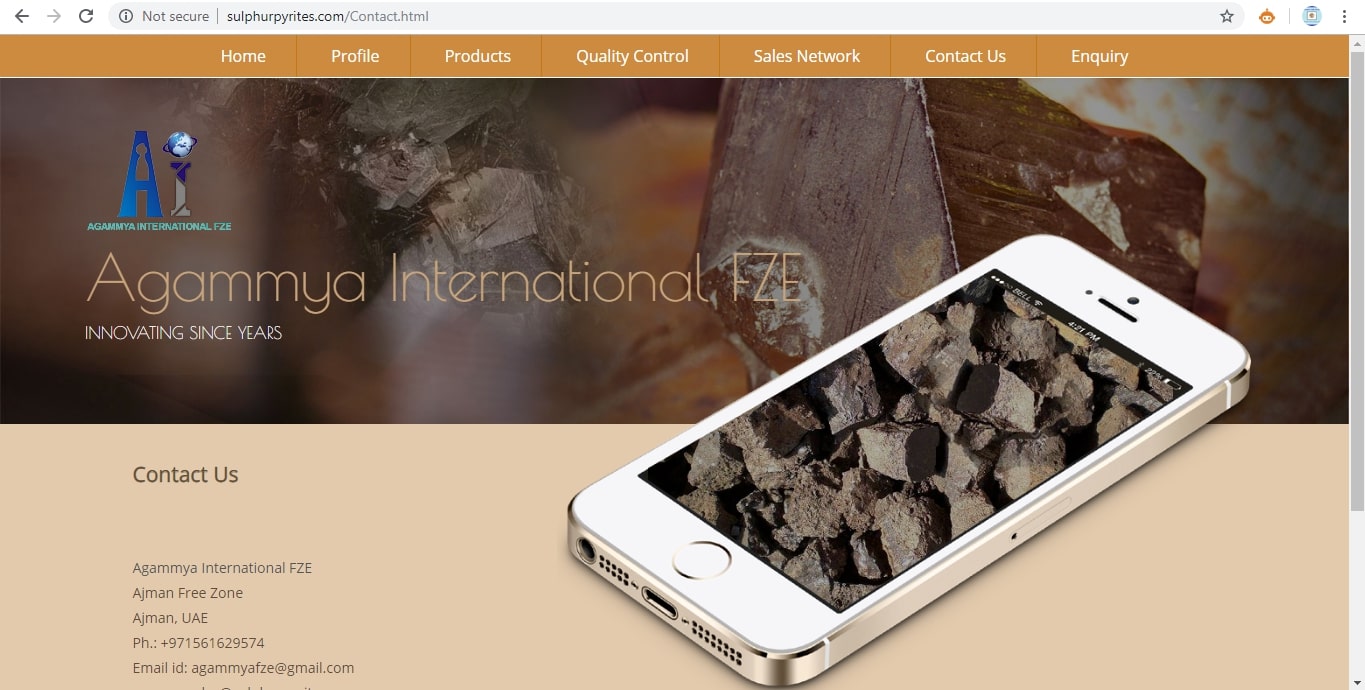 Not secure sulphurpyrites.com/Contact.html
Home Profile Products Quality Control Sales Network Contact Us Enquiry
AGAMMYA INTERNATIONAL FZE
Agammya International FZE
INNOVATING SINCE YEARS
BELL 4:21 PM 22%
Contact Us
Agammya International FZE
Ajman Free Zone
Ajman, UAE
Ph.: +971561629574
Email id: agammyafze@gmail.com